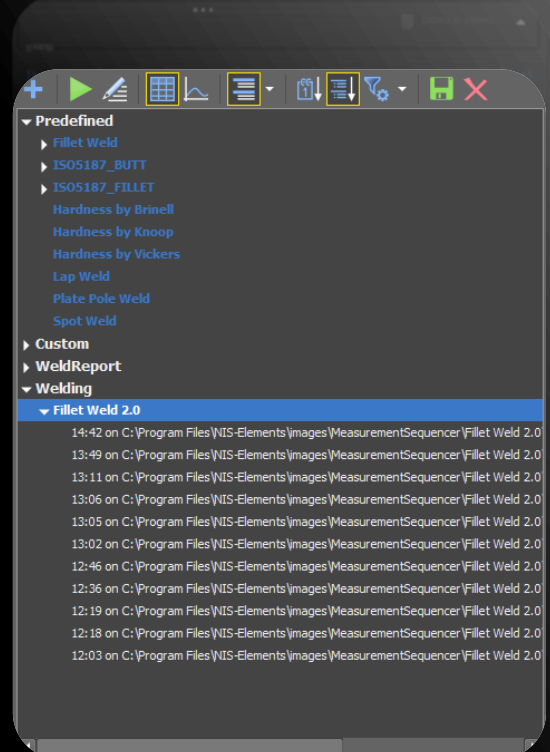 Predefined
Fillet Weld
ISO5187_BUTT
ISO5187_FILLET
Hardness by Brinell
Hardness by Knoop
Hardness by Vickers
Lap Weld
Plate Pole Weld
Spot Weld
Custom
WeldReport
Welding
Fillet Weld 2.0
14:42 on C:\Program Files\NIS-Elements\images\MeasurementSequencer\Fillet Weld 2.0\
13:49 on C:\Program Files\NIS-Elements\images\MeasurementSequencer\Fillet Weld 2.0\
13:11 on C:\Program Files\NIS-Elements\images\MeasurementSequencer\Fillet Weld 2.0\
13:06 on C:\Program Files\NIS-Elements\images\MeasurementSequencer\Fillet Weld 2.0\
13:05 on C:\Program Files\NIS-Elements\images\MeasurementSequencer\Fillet Weld 2.0\
13:02 on C:\Program Files\NIS-Elements\images\MeasurementSequencer\Fillet Weld 2.0\
12:46 on C:\Program Files\NIS-Elements\images\MeasurementSequencer\Fillet Weld 2.0\
12:36 on C:\Program Files\NIS-Elements\images\MeasurementSequencer\Fillet Weld 2.0\
12:19 on C:\Program Files\NIS-Elements\images\MeasurementSequencer\Fillet Weld 2.0\
12:18 on C:\Program Files\NIS-Elements\images\MeasurementSequencer\Fillet Weld 2.0\
12:03 on C:\Program Files\NIS-Elements\images\MeasurementSequencer\Fillet Weld 2.0\